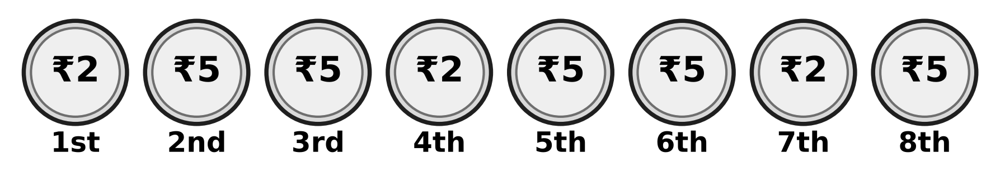 ₹2 ₹5 ₹5 ₹2 ₹5 ₹5 ₹2 ₹5
1st 2nd 3rd 4th 5th 6th 7th 8th